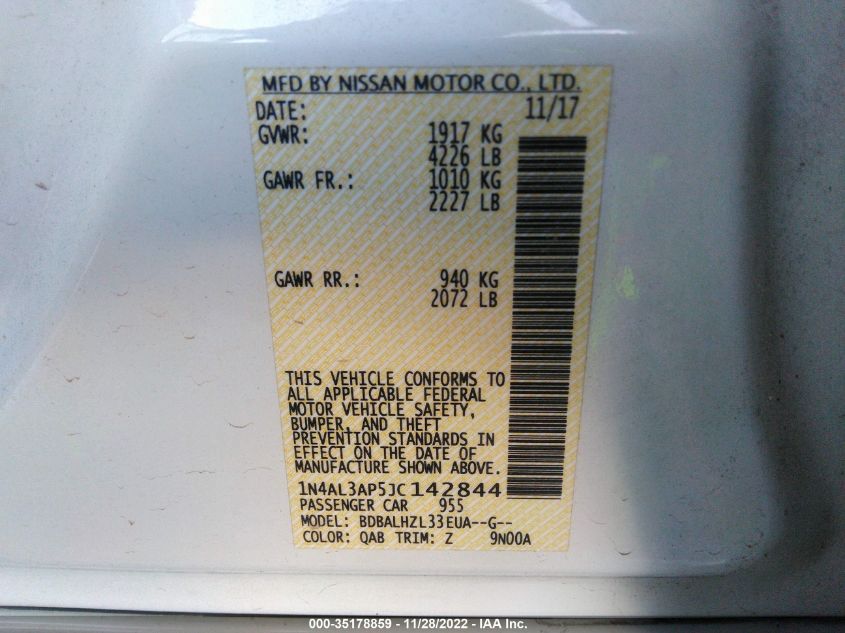 MFD BY NISSAN MOTOR CO., LTD.
DATE: 11/17
GVWR: 1917 KG
4226 LB
GAWR FR.: 1010 KG
2227 LB
GAWR RR.: 940 KG
2072 LB
THIS VEHICLE CONFORMS TO
ALL APPLICABLE FEDERAL
MOTOR VEHICLE SAFETY,
BUMPER, AND THEFT
PREVENTION STANDARDS IN
EFFECT ON THE DATE OF
MANUFACTURE SHOWN ABOVE.
1N4AL3AP5JC142844
PASSENGER CAR 955
MODEL: BDBALHZL33EUA--G--
COLOR: QAB TRIM: Z 9N00A
000-35178859 - 11/28/2022 - IAA Inc.